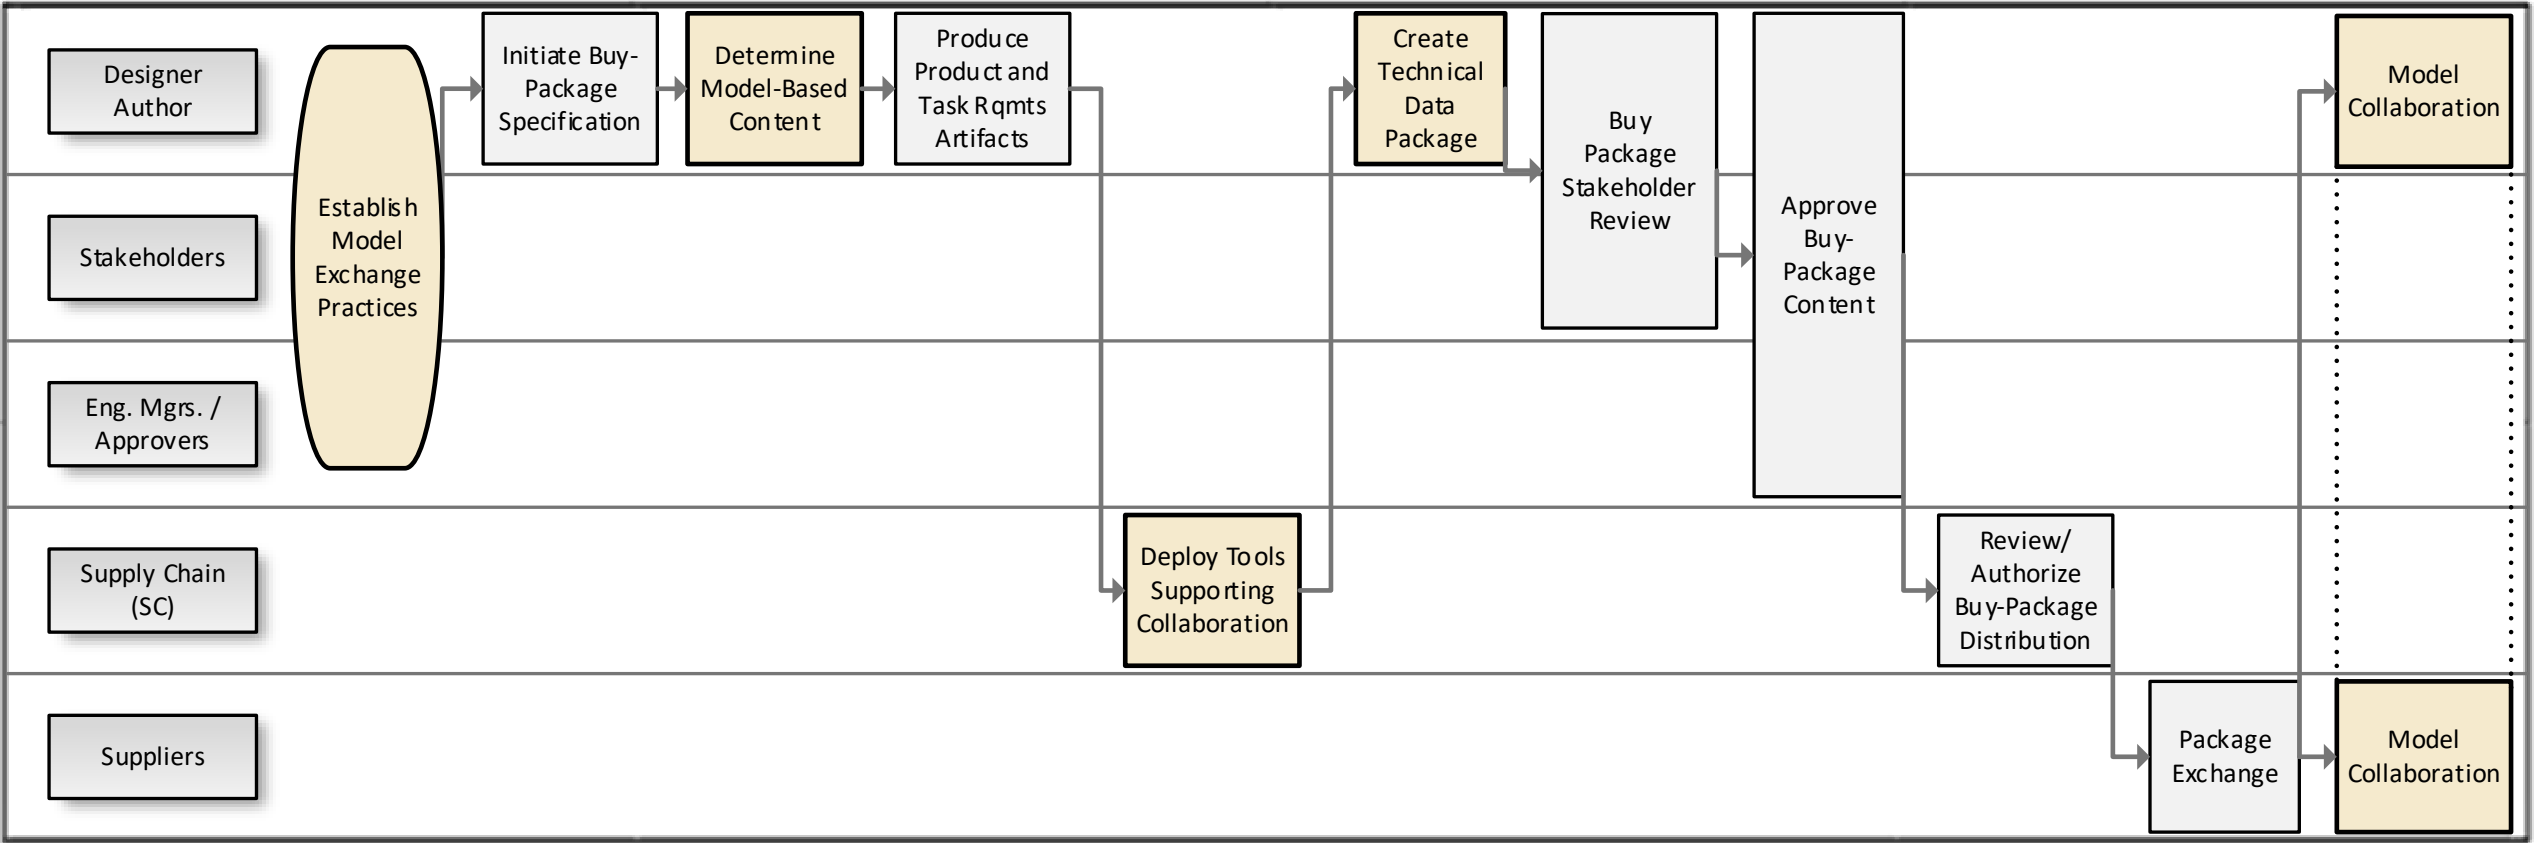 Designer
Author
Stakeholders
Eng. Mgrs. /
Approvers
Supply Chain
(SC)
Suppliers
Establish
Model
Exchange
Practices
Initiate Buy-
Package
Specification
Determine
Model-Based
Content
Produce
Product and
Task Rqmts
Artifacts
Deploy Tools
Supporting
Collaboration
Create
Technical
Data
Package
Buy
Package
Stakeholder
Review
Approve
Buy-
Package
Content
Review/
Authorize
Buy-Package
Distribution
Package
Exchange
Model
Collaboration
Model
Collaboration